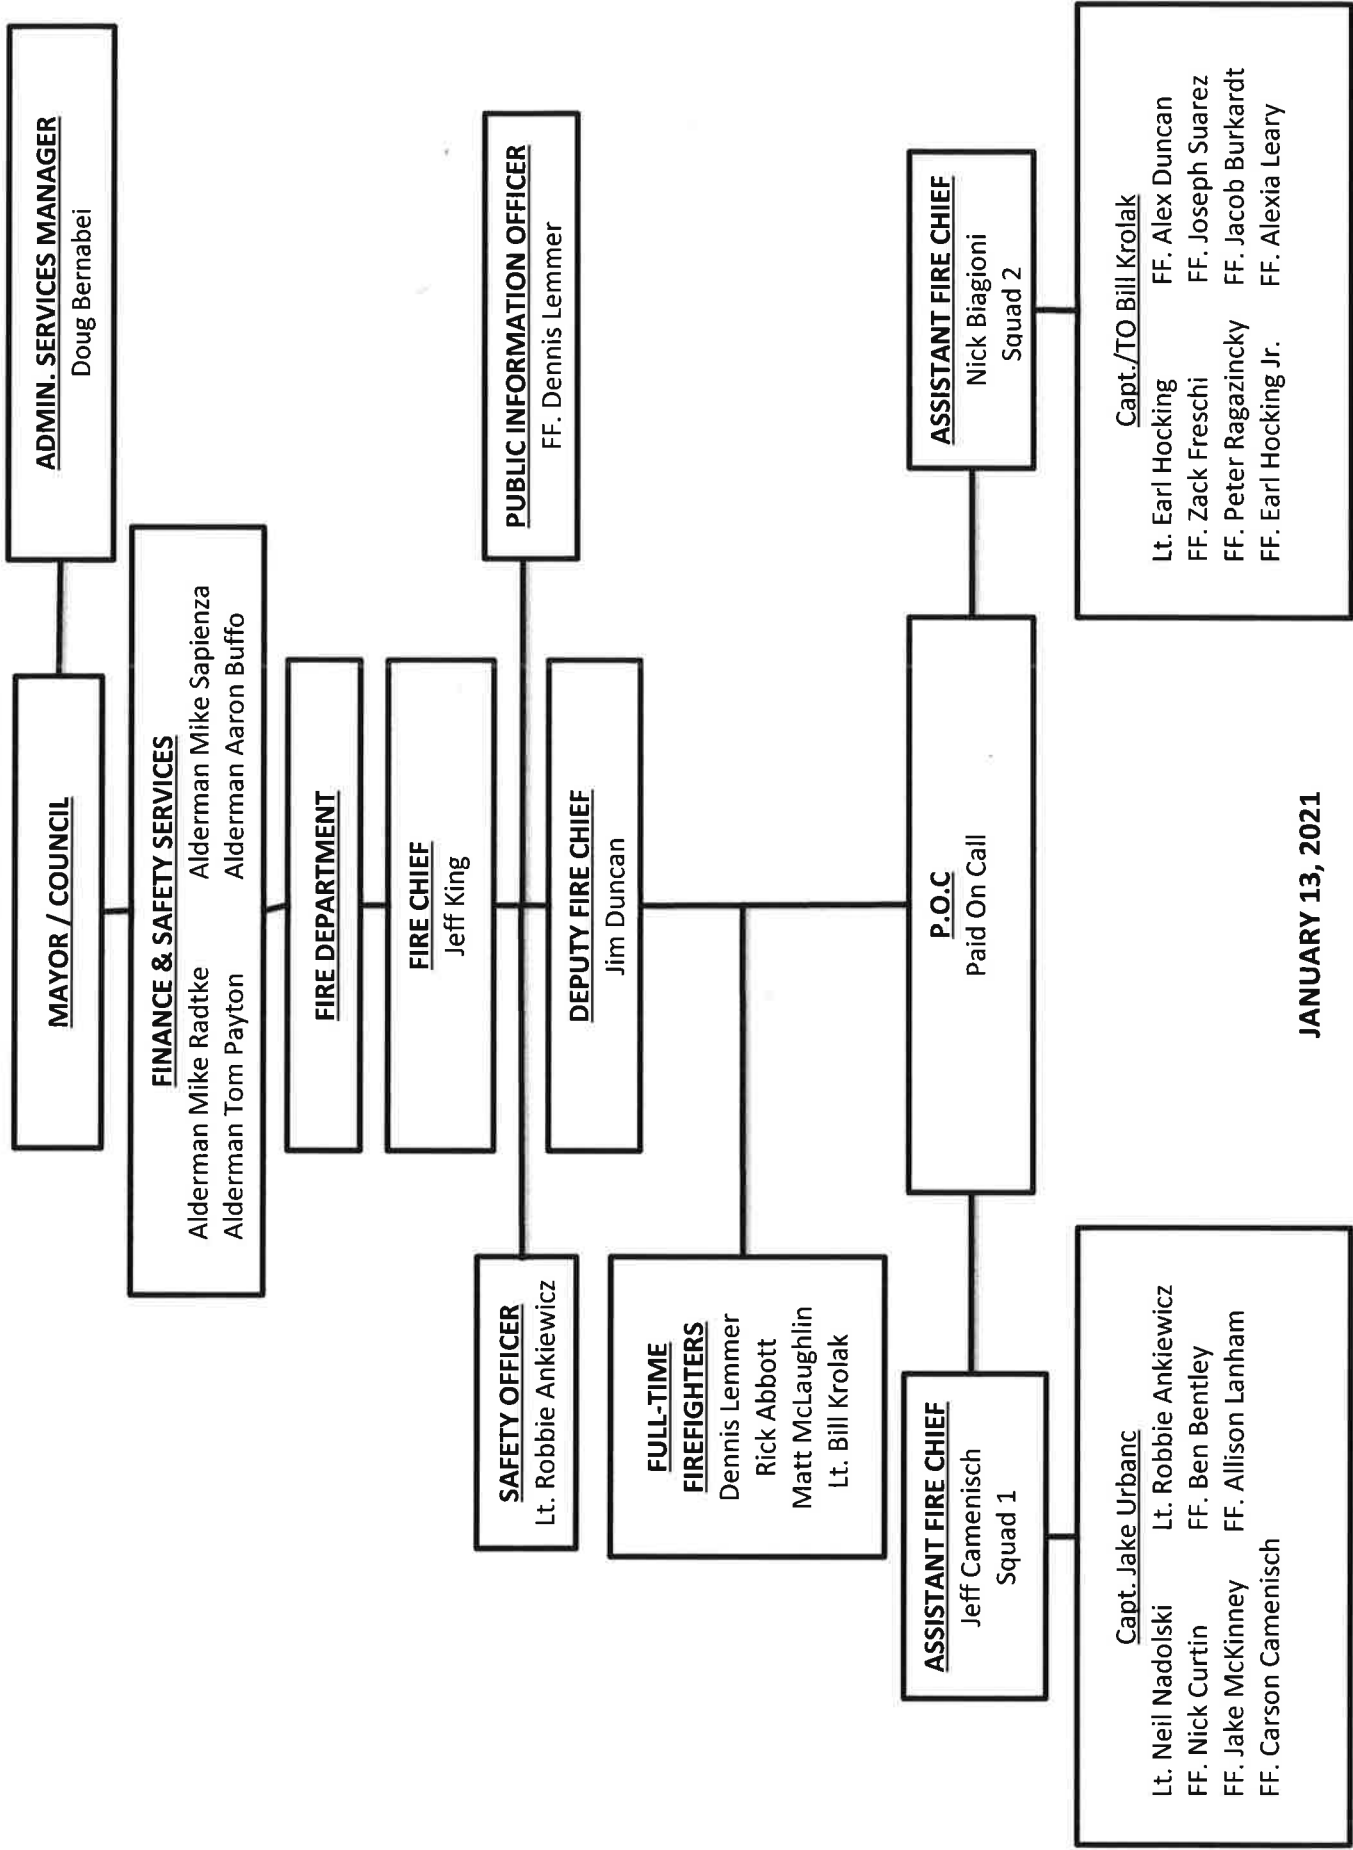 MAYOR / COUNCIL
ADMIN. SERVICES MANAGER
Doug Bernabei
FINANCE & SAFETY SERVICES
Alderman Mike Radtke Alderman Mike Sapienza
Alderman Tom Payton Alderman Aaron Buffo
FIRE DEPARTMENT
FIRE CHIEF
Jeff King
SAFETY OFFICER
Lt. Robbie Ankiewicz
PUBLIC INFORMATION OFFICER
FF. Dennis Lemmer
DEPUTY FIRE CHIEF
Jim Duncan
FULL-TIME
FIREFIGHTERS
Dennis Lemmer
Rick Abbott
Matt McLaughlin
Lt. Bill Krolak
ASSISTANT FIRE CHIEF
Jeff Camenisch
Squad 1
P.O.C
Paid On Call
ASSISTANT FIRE CHIEF
Nick Biagioni
Squad 2
Capt. Jake Urbanc
Lt. Neil Nadolski Lt. Robbie Ankiewicz
FF. Nick Curtin FF. Ben Bentley
FF. Jake McKinney FF. Allison Lanham
FF. Carson Camenisch
Capt./TO Bill Krolak
Lt. Earl Hocking FF. Alex Duncan
FF. Zack Freschi FF. Joseph Suarez
FF. Peter Ragazincky FF. Jacob Burkardt
FF. Earl Hocking Jr. FF. Alexia Leary
JANUARY 13, 2021